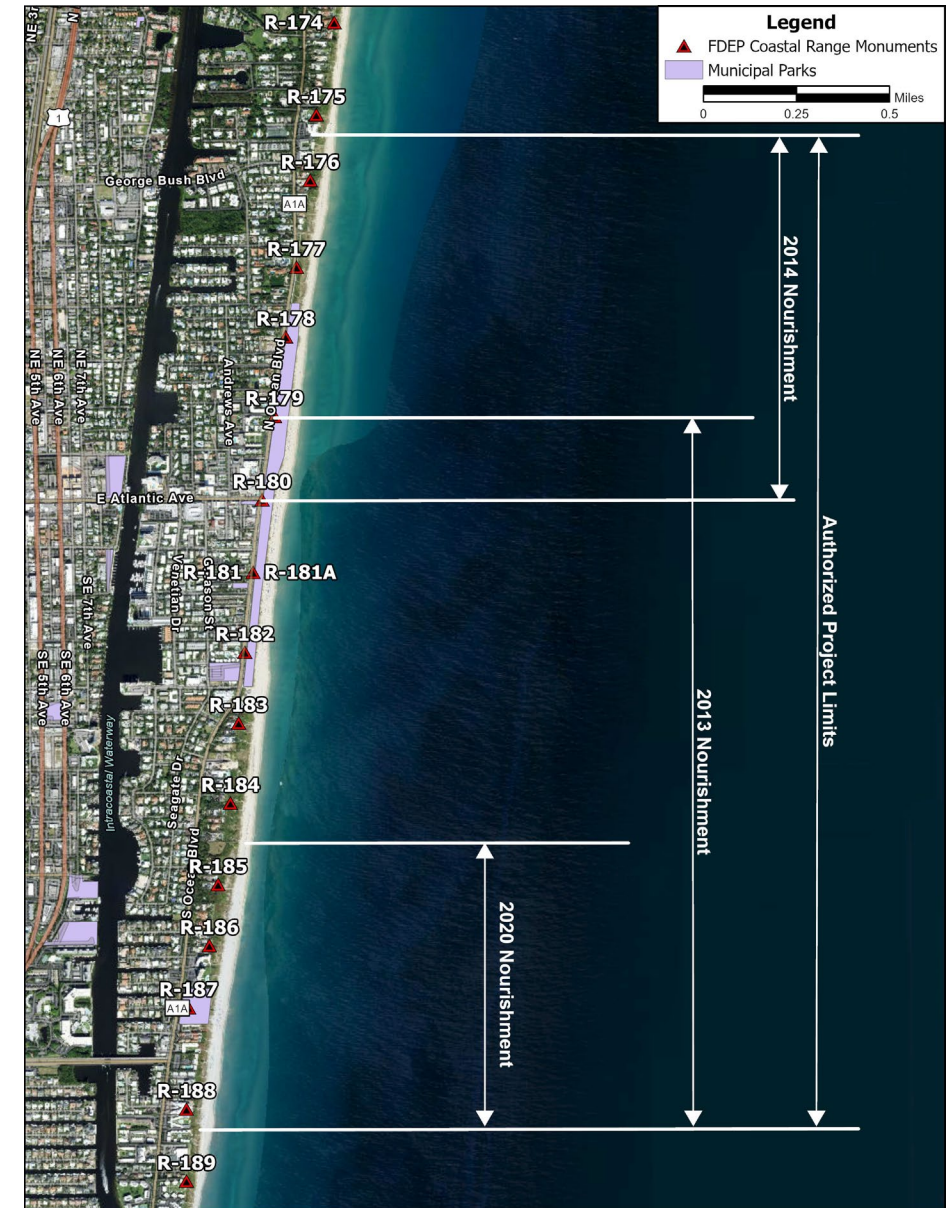 Legend
FDEP Coastal Range Monuments
Municipal Parks
Miles
0 0.25 0.5
NE 3r
N
R-174
1
R-175
R-176
George Bush Blvd
A1A
R-177
R-178
N Ocean Blvd
R-179
Andrews Ave
NE 5th Ave
NE 6th Ave
NE 7th Ave
R-180
E Atlantic Ave
R-181
R-181A
Venetian Dr
Gleason St
SE 7th Ave
R-182
SE 5th Ave
SE 6th Ave
R-183
Intracoastal Waterway
Seagate Dr
R-184
S Ocean Blvd
R-185
R-186
R-187
A1A
R-188
R-189
2014 Nourishment
Authorized Project Limits
2013 Nourishment
2020 Nourishment